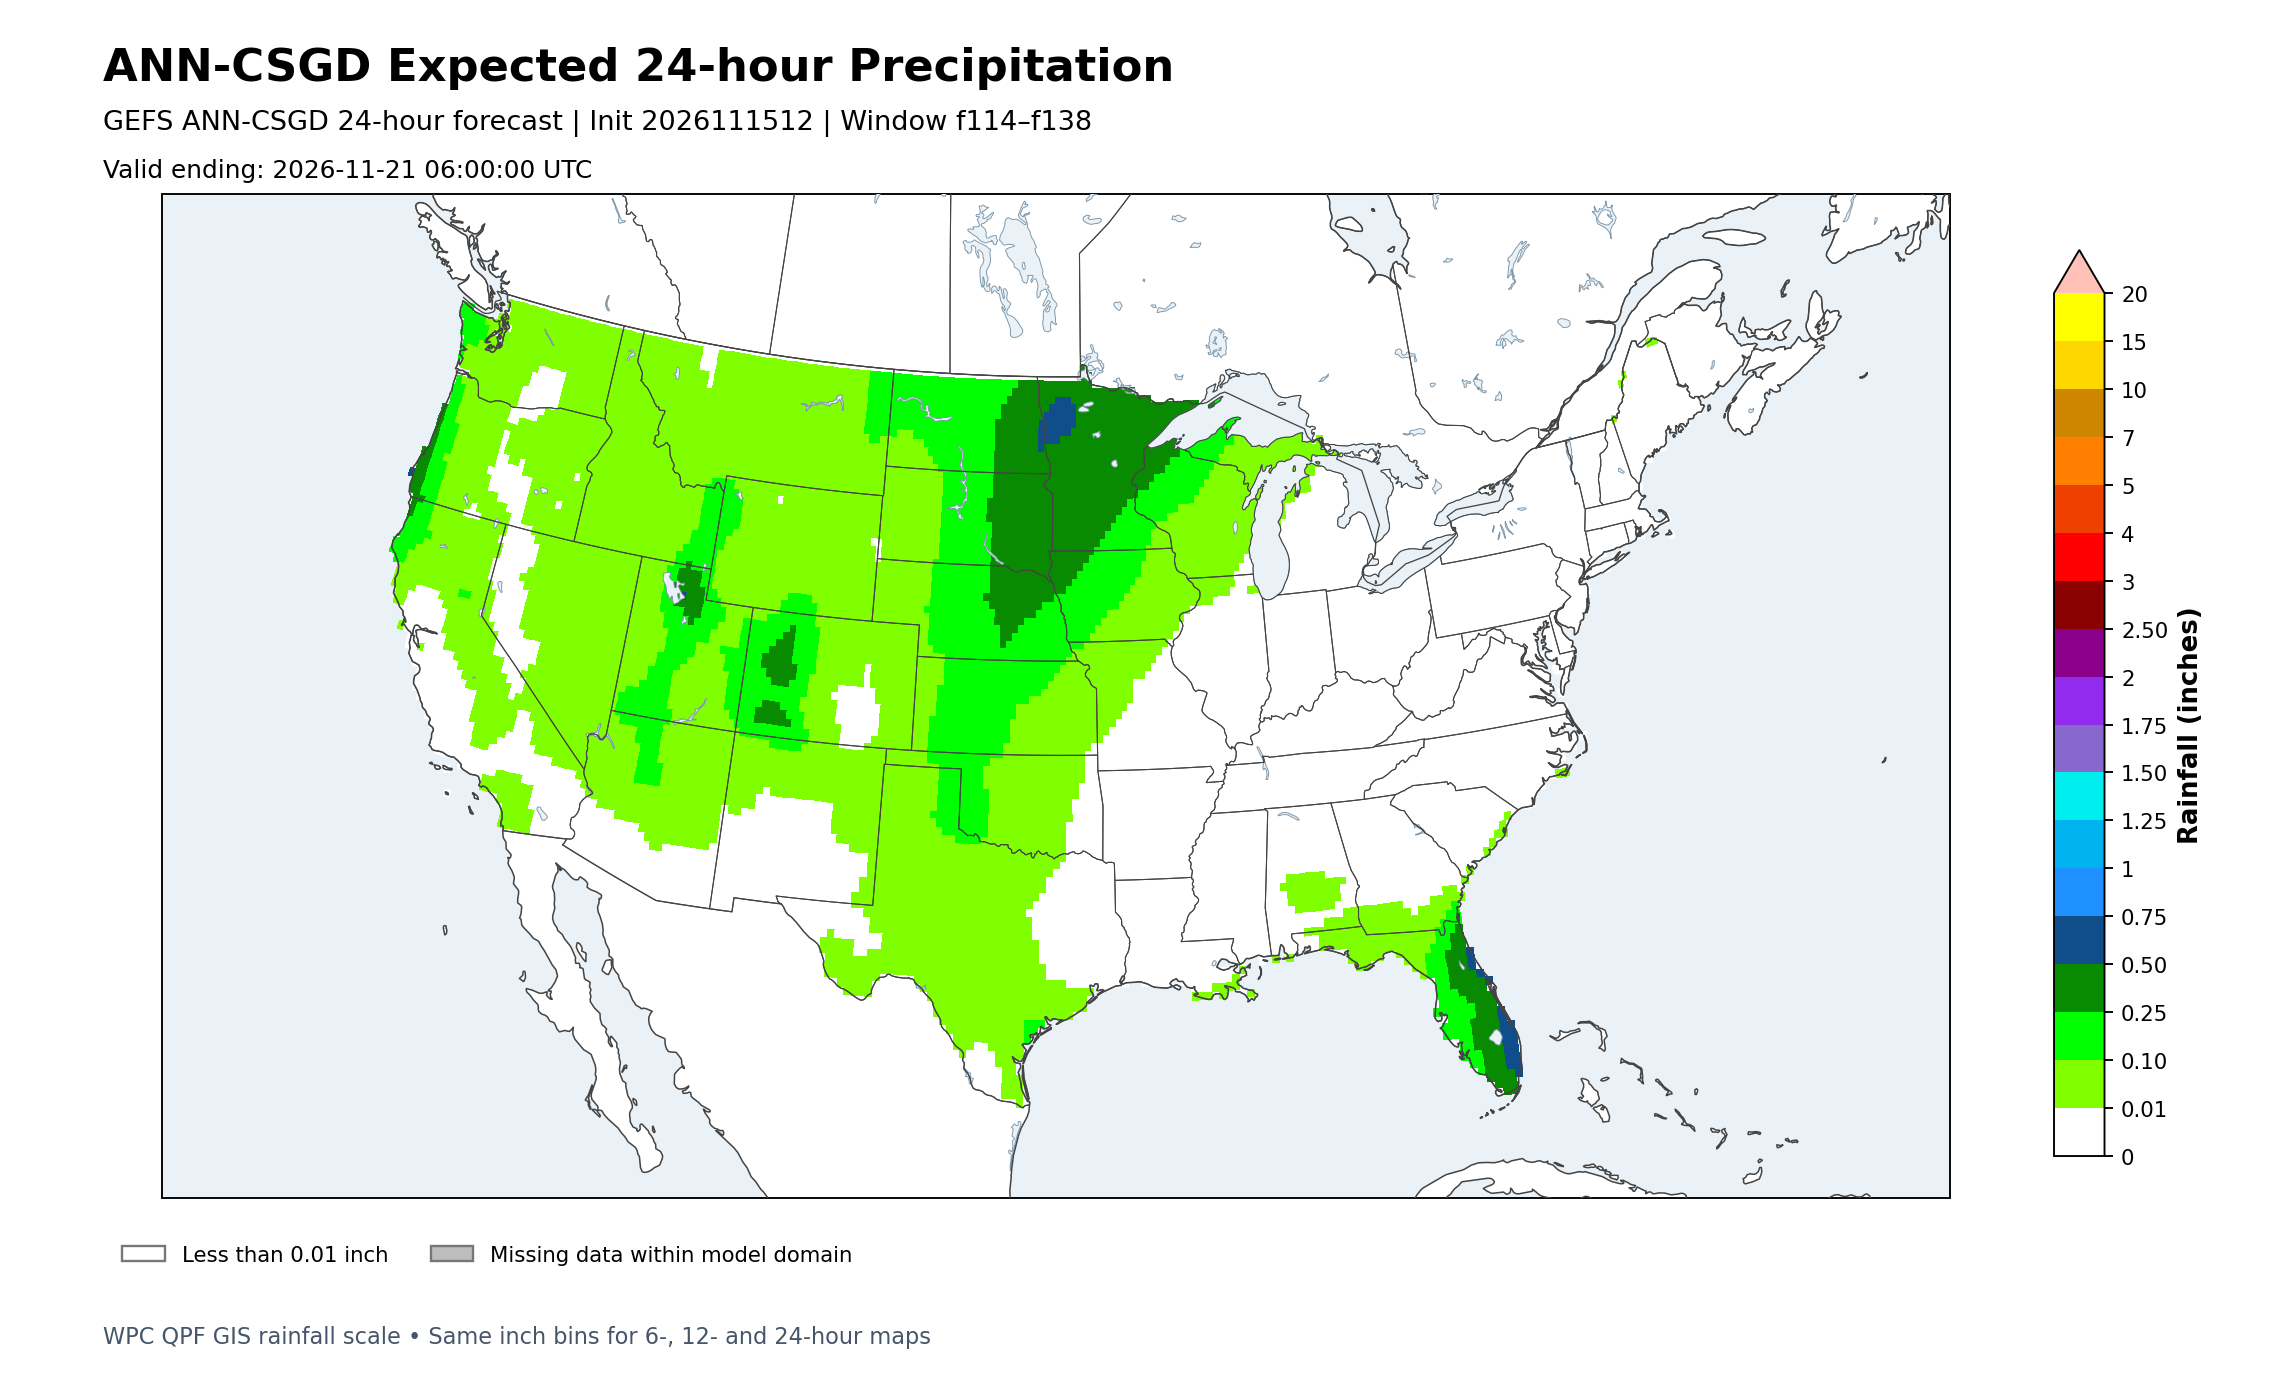 ANN-CSGD Expected 24-hour Precipitation
GEFS ANN-CSGD 24-hour forecast | Init 2026111512 | Window f114–f138
Valid ending: 2026-11-21 06:00:00 UTC
20
15
10
7
5
4
3
2.50
2
1.75
1.50
1.25
1
0.75
0.50
0.25
0.10
0.01
0
Rainfall (inches)
Less than 0.01 inch
Missing data within model domain
WPC QPF GIS rainfall scale • Same inch bins for 6-, 12- and 24-hour maps